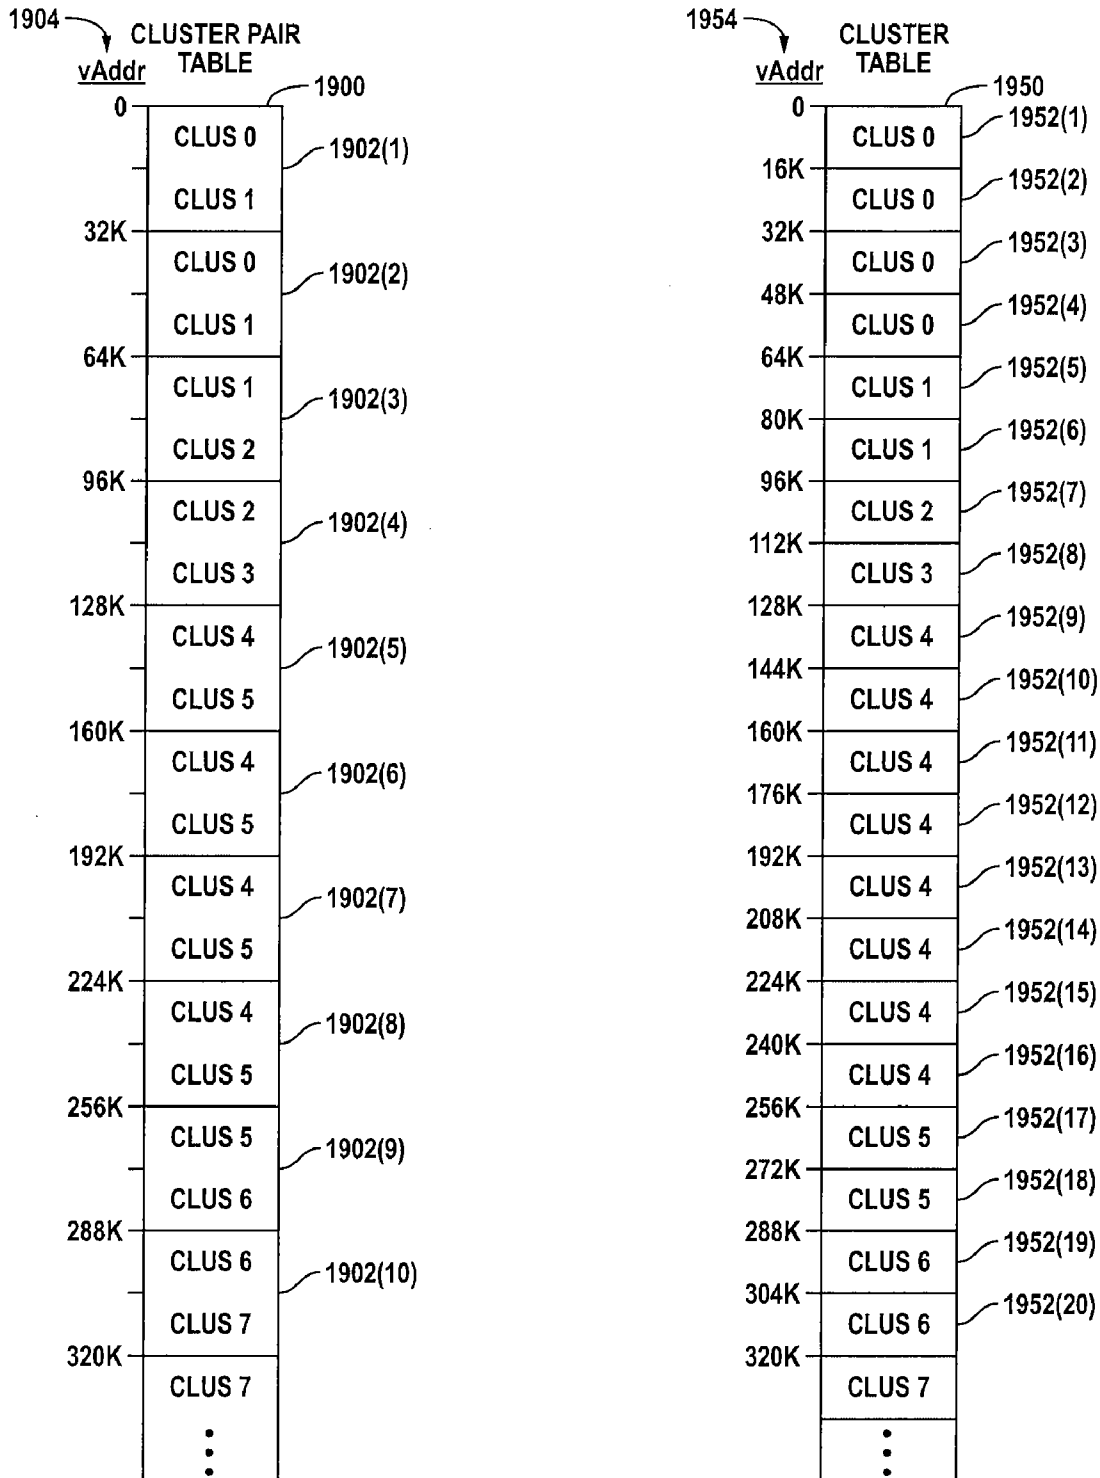 1904
CLUSTER PAIR
TABLE
vAddr
1900
0
CLUS 0
1902(1)
CLUS 1
32K
CLUS 0
1902(2)
CLUS 1
64K
CLUS 1
1902(3)
CLUS 2
96K
CLUS 2
1902(4)
CLUS 3
128K
CLUS 4
1902(5)
CLUS 5
160K
CLUS 4
1902(6)
CLUS 5
192K
CLUS 4
1902(7)
CLUS 5
224K
CLUS 4
1902(8)
CLUS 5
256K
CLUS 5
1902(9)
CLUS 6
288K
CLUS 6
1902(10)
CLUS 7
320K
CLUS 7
1954
CLUSTER
TABLE
vAddr
1950
0
CLUS 0
1952(1)
16K
CLUS 0
1952(2)
32K
CLUS 0
1952(3)
48K
CLUS 0
1952(4)
64K
CLUS 1
1952(5)
80K
CLUS 1
1952(6)
96K
CLUS 2
1952(7)
112K
CLUS 3
1952(8)
128K
CLUS 4
1952(9)
144K
CLUS 4
1952(10)
160K
CLUS 4
1952(11)
176K
CLUS 4
1952(12)
192K
CLUS 4
1952(13)
208K
CLUS 4
1952(14)
224K
CLUS 4
1952(15)
240K
CLUS 4
1952(16)
256K
CLUS 5
1952(17)
272K
CLUS 5
1952(18)
288K
CLUS 6
1952(19)
304K
CLUS 6
1952(20)
320K
CLUS 7